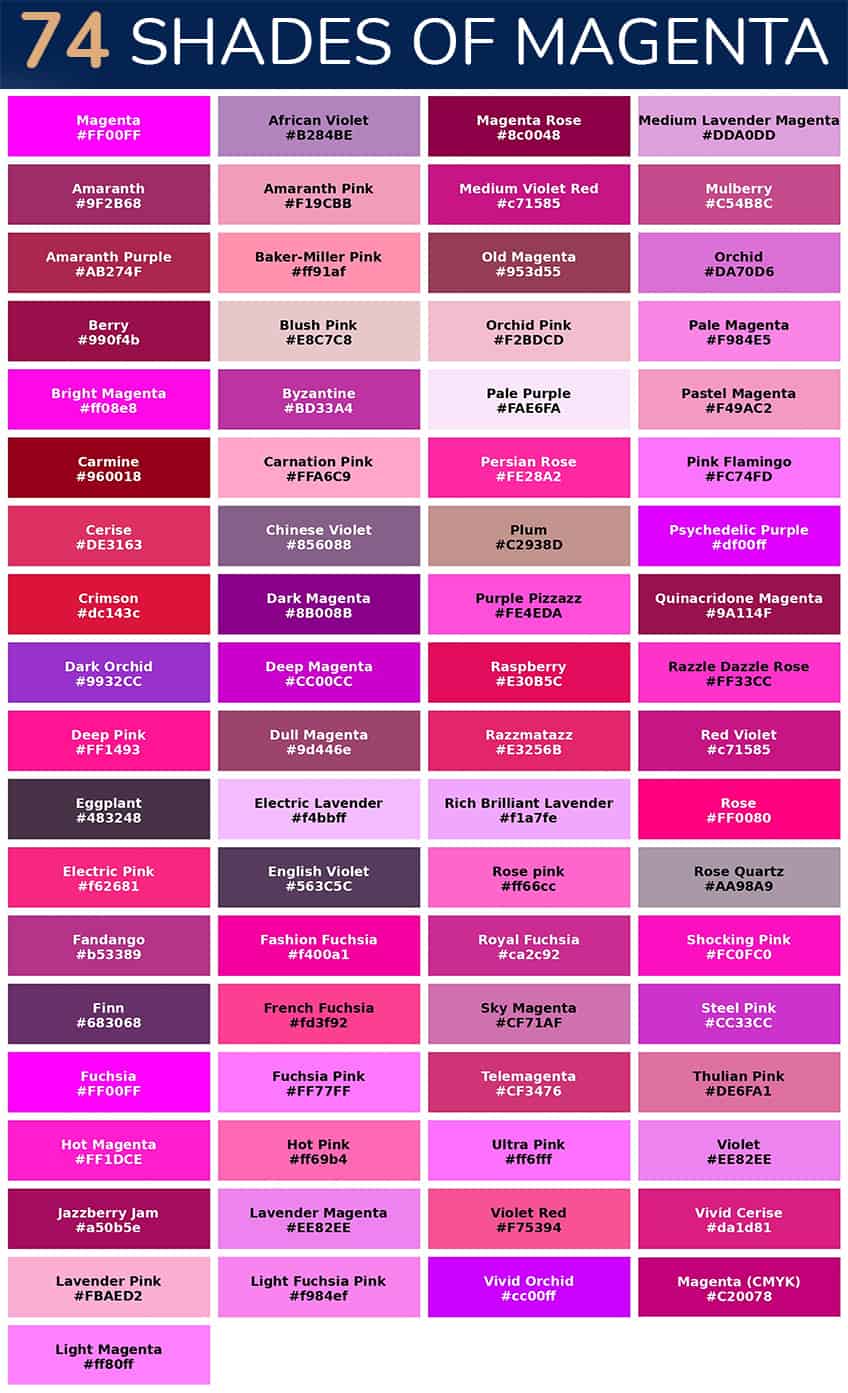 74 SHADES OF MAGENTA
Magenta
#FF00FF
African Violet
#B284BE
Magenta Rose
#8c0048
Medium Lavender Magenta
#DDA0DD
Amaranth
#9F2B68
Amaranth Pink
#F19CBB
Medium Violet Red
#c71585
Mulberry
#C54B8C
Amaranth Purple
#AB274F
Baker-Miller Pink
#ff91af
Old Magenta
#953d55
Orchid
#DA70D6
Berry
#990f4b
Blush Pink
#E8C7C8
Orchid Pink
#F2BDCD
Pale Magenta
#F984E5
Bright Magenta
#ff08e8
Byzantine
#BD33A4
Pale Purple
#FAE6FA
Pastel Magenta
#F49AC2
Carmine
#960018
Carnation Pink
#FFA6C9
Persian Rose
#FE28A2
Pink Flamingo
#FC74FD
Cerise
#DE3163
Chinese Violet
#856088
Plum
#C2938D
Psychedelic Purple
#df00ff
Crimson
#dc143c
Dark Magenta
#8B008B
Purple Pizzazz
#FE4EDA
Quinacridone Magenta
#9A114F
Dark Orchid
#9932CC
Deep Magenta
#CC00CC
Raspberry
#E30B5C
Razzle Dazzle Rose
#FF33CC
Deep Pink
#FF1493
Dull Magenta
#9d446e
Razzmatazz
#E3256B
Red Violet
#c71585
Eggplant
#483248
Electric Lavender
#f4bbff
Rich Brilliant Lavender
#f1a7fe
Rose
#FF0080
Electric Pink
#f62681
English Violet
#563C5C
Rose pink
#ff66cc
Rose Quartz
#AA98A9
Fandango
#b53389
Fashion Fuchsia
#f400a1
Royal Fuchsia
#ca2c92
Shocking Pink
#FC0FC0
Finn
#683068
French Fuchsia
#fd3f92
Sky Magenta
#CF71AF
Steel Pink
#CC33CC
Fuchsia
#FF00FF
Fuchsia Pink
#FF77FF
Telemagenta
#CF3476
Thulian Pink
#DE6FA1
Hot Magenta
#FF1DCE
Hot Pink
#ff69b4
Ultra Pink
#ff6fff
Violet
#EE82EE
Jazzberry Jam
#a50b5e
Lavender Magenta
#EE82EE
Violet Red
#F75394
Vivid Cerise
#da1d81
Lavender Pink
#FBAED2
Light Fuchsia Pink
#f984ef
Vivid Orchid
#cc00ff
Magenta (CMYK)
#C20078
Light Magenta
#ff80ff